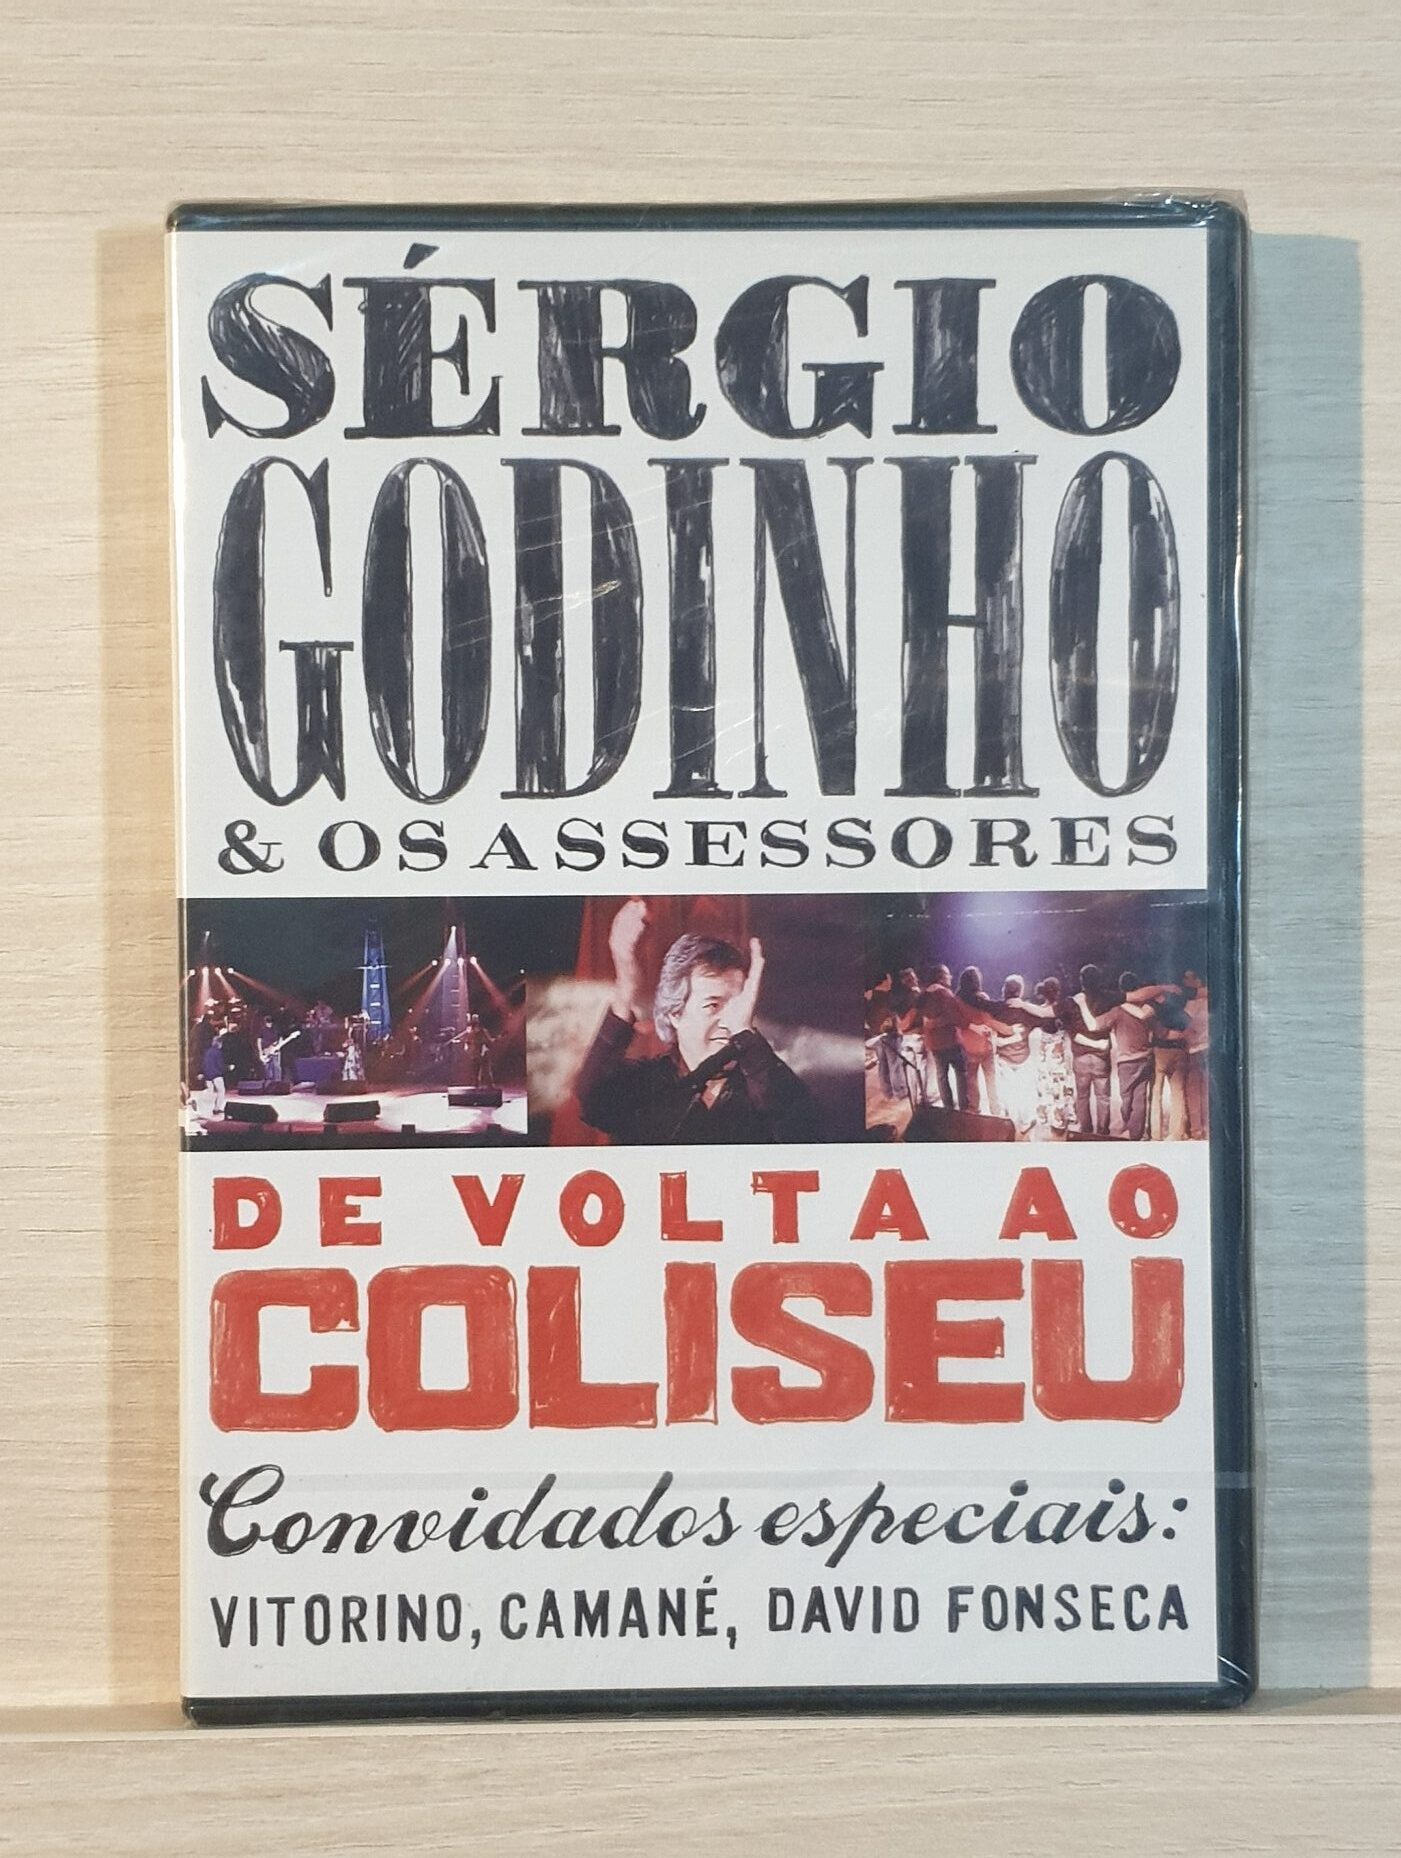 SÉRGIO
GODINHO
& OS ASSESSORES
DE VOLTA AO
COLISEU
Convidados especiais:
VITORINO, CAMANÉ, DAVID FONSECA